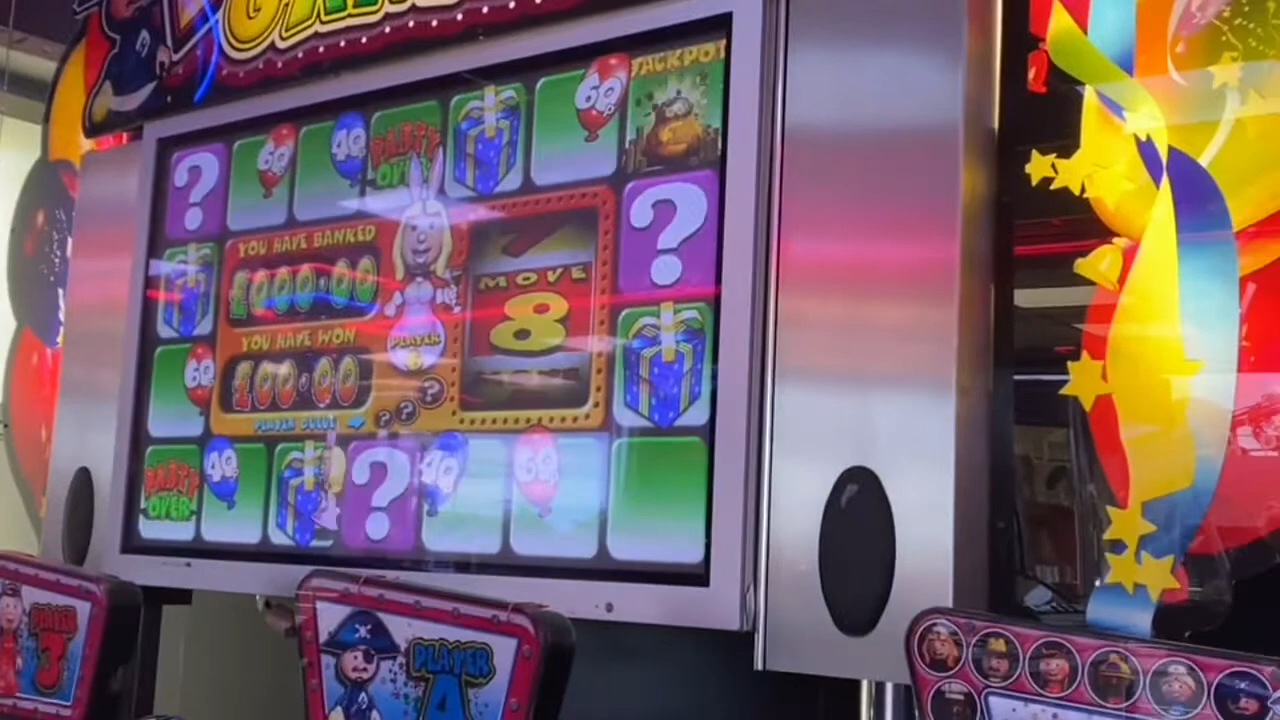 GAM
JACKPOT
?
60
40
PARTY OVER
60
?
YOU HAVE BANKED
£000.00
MOVE
8
YOU HAVE WON
£00.00
PLAYER
60
? ? ?
PARTY OVER
40
?
40
60
PLAYER
3
PLAYER
4